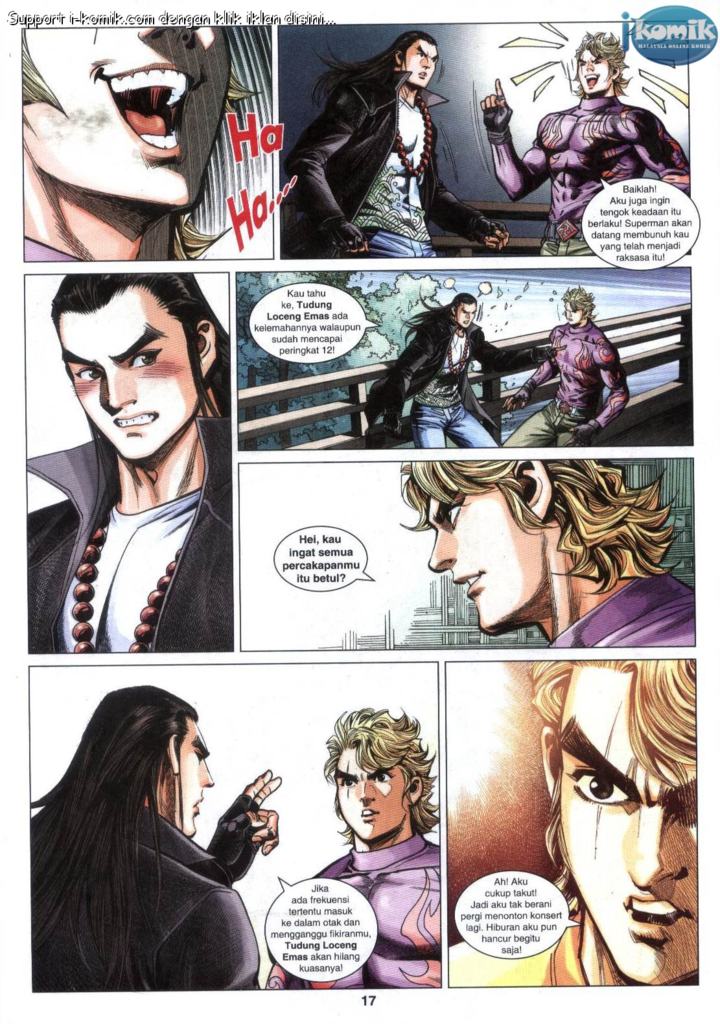 Support i-komik.com dengan klik iklan disini...
ikomik
MALAYSIA ONLINE KOMIK
Ha
Ha....
Baiklah!
Aku juga ingin
tengok keadaan itu
berlaku! Superman akan
datang membunuh kau
yang telah menjadi
raksasa itu!
Kau tahu
ke, Tudung
Loceng Emas ada
kelemahannya walaupun
sudah mencapai
peringkat 12!
Hei, kau
ingat semua
percakapanmu
itu betul?
Jika
ada frekuensi
tertentu masuk
ke dalam otak dan
mengganggu fikiranmu,
Tudung Loceng
Emas akan hilang
kuasanya!
Ah! Aku
cukup takut!
Jadi aku tak berani
pergi menonton konsert
lagi. Hiburan aku pun
hancur begitu
saja!
17